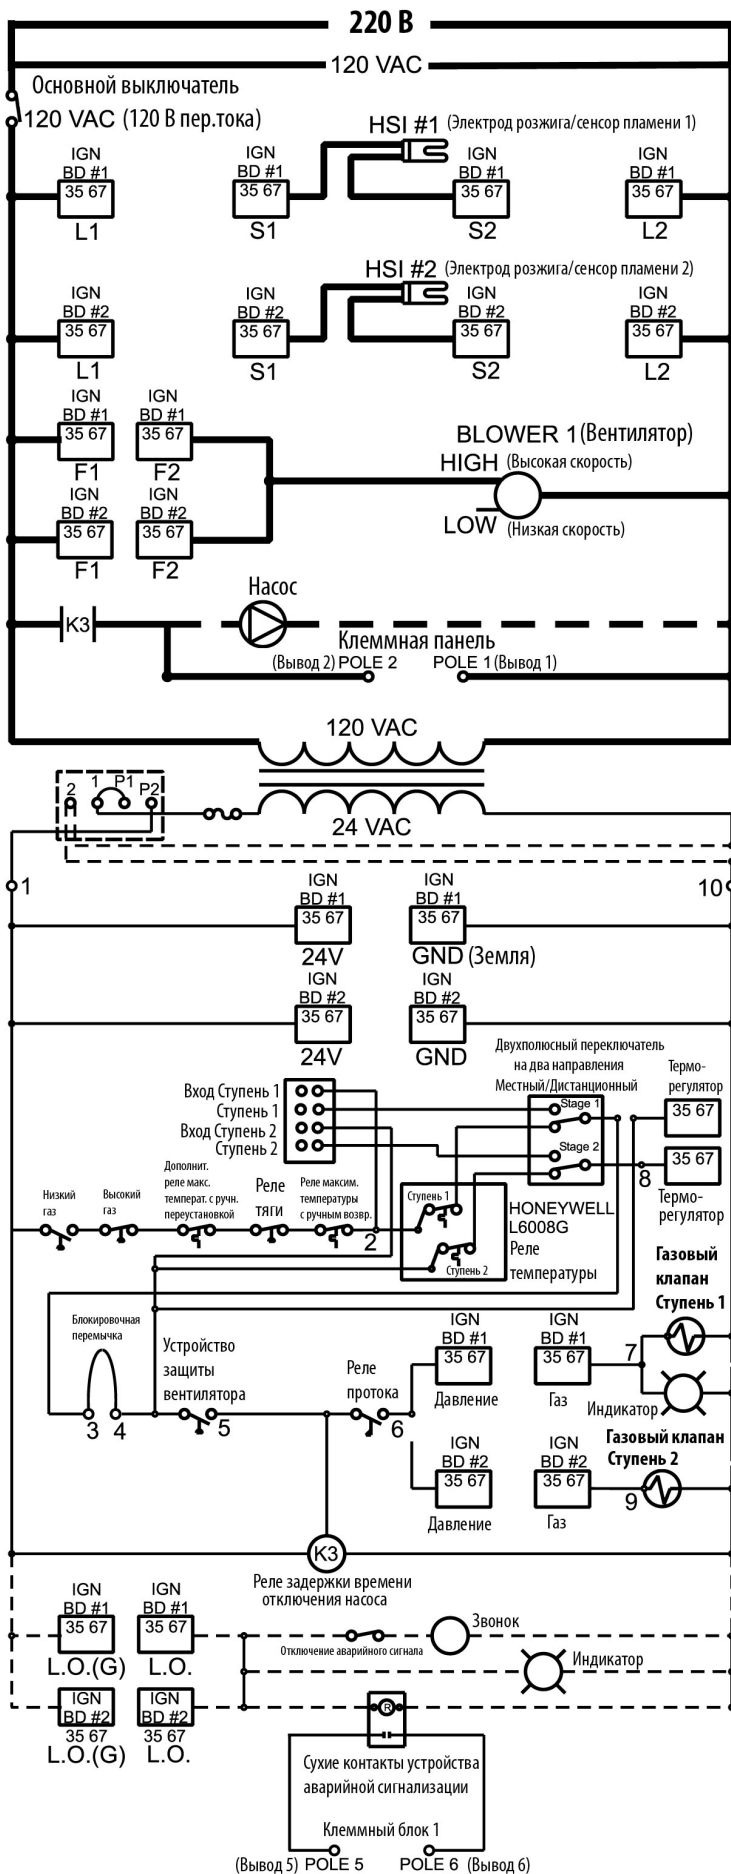 220 В
120 VAC
Основной выключатель
120 VAC (120 В пер.тока)
HSI #1 (Электрод розжига/сенсор пламени 1)
IGN
BD #1
35 67
L1
IGN
BD #1
35 67
S1
IGN
BD #1
35 67
S2
IGN
BD #1
35 67
L2
HSI #2 (Электрод розжига/сенсор пламени 2)
IGN
BD #2
35 67
L1
IGN
BD #2
35 67
S1
IGN
BD #2
35 67
S2
IGN
BD #2
35 67
L2
IGN
BD #1
35 67
F1
IGN
BD #1
35 67
F2
BLOWER 1 (Вентилятор)
HIGH (Высокая скорость)
LOW (Низкая скорость)
IGN
BD #2
35 67
F1
IGN
BD #2
35 67
F2
Насос
K3
Клеммная панель
(Вывод 2) POLE 2
POLE 1 (Вывод 1)
120 VAC
2 1 P1 P2
24 VAC
1
10
IGN
BD #1
35 67
24V
IGN
BD #1
35 67
GND (Земля)
IGN
BD #2
35 67
24V
IGN
BD #2
35 67
GND
Двухполюсный переключатель
на два направления
Местный/Дистанционный
Термо-
регулятор
35 67
Вход Ступень 1
Ступень 1
Вход Ступень 2
Ступень 2
Stage 1
Stage 2
8
35 67
Термо-
регулятор
Низкий
газ
Высокий
газ
Дополнит.
реле макс.
температ. с ручн.
переустановкой
Реле
тяги
Реле максим.
температуры
с ручным возвр.
2
Ступень 1
Ступень 2
HONEYWELL
L6008G
Реле
температуры
Газовый
клапан
Ступень 1
Блокировочная
перемычка
3 4
Устройство
защиты
вентилятора
5
Реле
протока
6
IGN
BD #1
35 67
Давление
IGN
BD #1
35 67
Газ
7
Индикатор
Газовый клапан
Ступень 2
IGN
BD #2
35 67
Давление
IGN
BD #2
35 67
Газ
9
K3
Реле задержки времени
отключения насоса
IGN
BD #1
35 67
L.O.(G)
IGN
BD #1
35 67
L.O.
Отключение аварийного сигнала
Звонок
Индикатор
IGN
BD #2
35 67
L.O.(G)
IGN
BD #2
35 67
L.O.
R
Сухие контакты устройства
аварийной сигнализации
Клеммный блок 1
(Вывод 5) POLE 5
POLE 6 (Вывод 6)